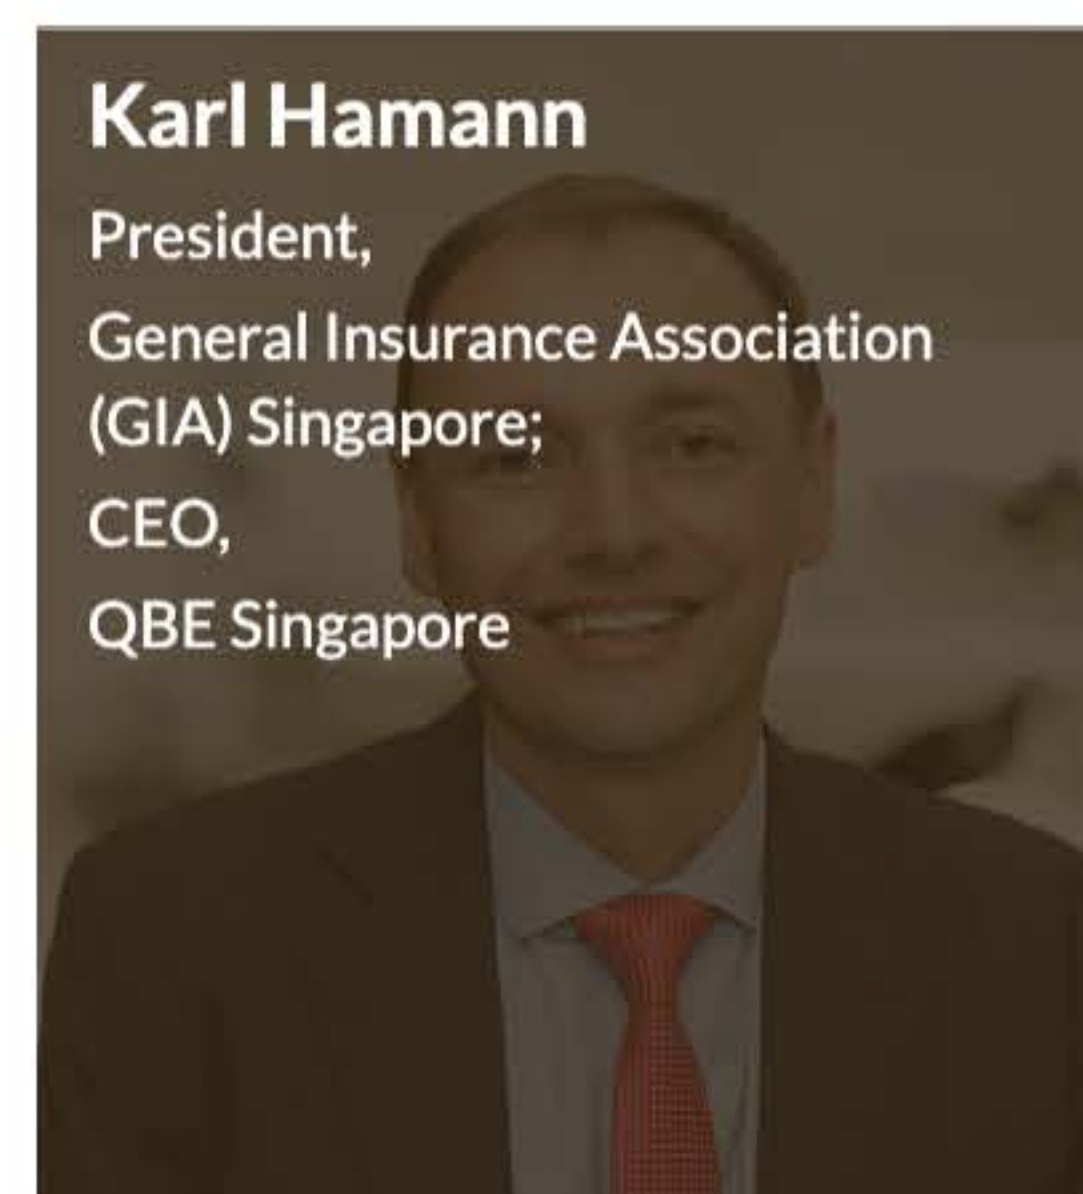 Karl Hamann
President,
General Insurance Association
(GIA) Singapore;
CEO,
QBE Singapore